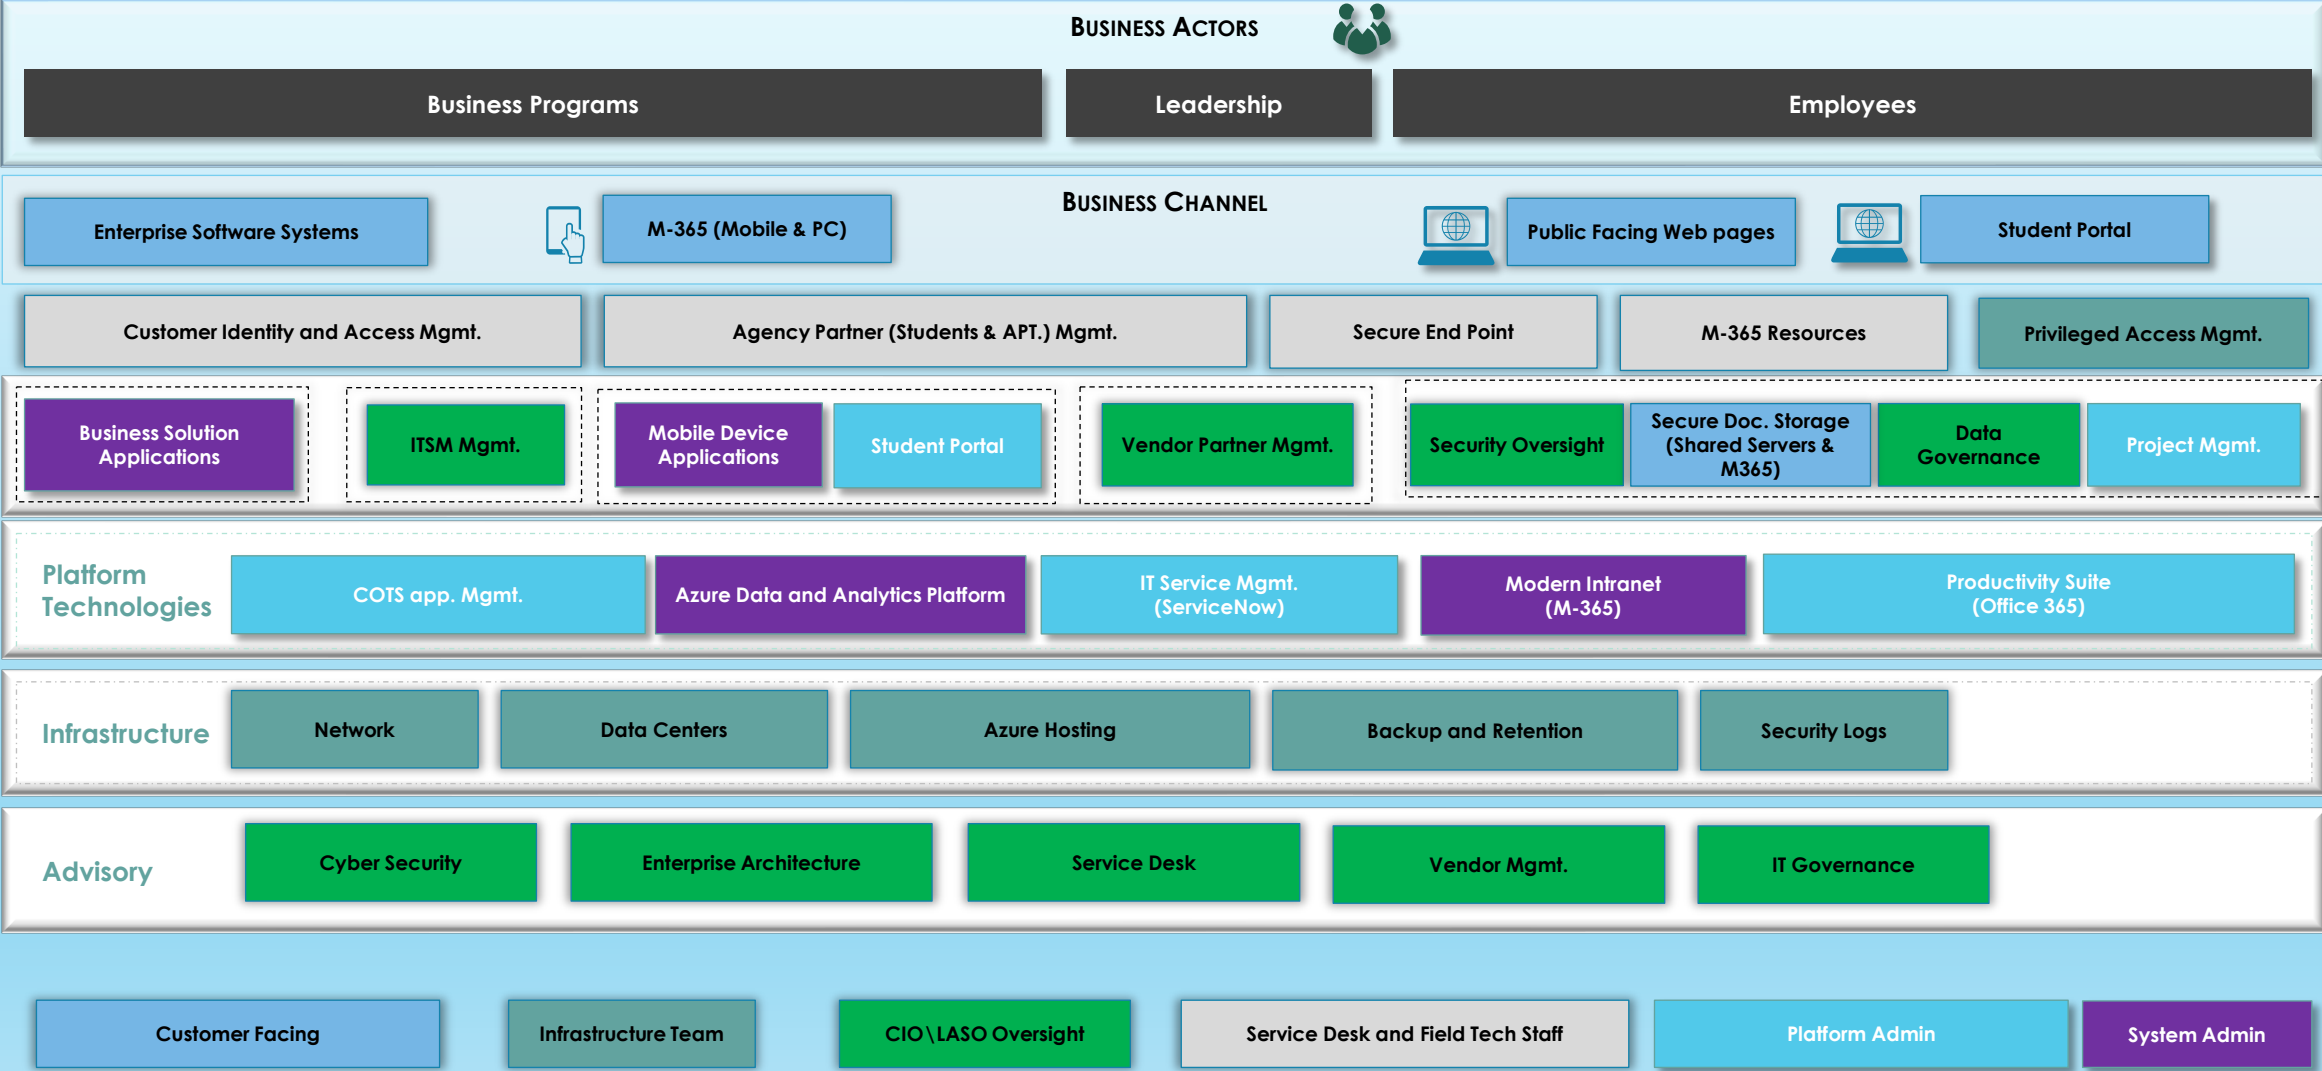 BUSINESS ACTORS
Business Programs
Leadership
Employees
BUSINESS CHANNEL
Enterprise Software Systems
M-365 (Mobile & PC)
Public Facing Web pages
Student Portal
Customer Identity and Access Mgmt.
Agency Partner (Students & APT.) Mgmt.
Secure End Point
M-365 Resources
Privileged Access Mgmt.
Business Solution
Applications
ITSM Mgmt.
Mobile Device
Applications
Student Portal
Vendor Partner Mgmt.
Security Oversight
Secure Doc. Storage
(Shared Servers &
M365)
Data
Governance
Project Mgmt.
Platform
Technologies
COTS app. Mgmt.
Azure Data and Analytics Platform
IT Service Mgmt.
(ServiceNow)
Modern Intranet
(M-365)
Productivity Suite
(Office 365)
Infrastructure
Network
Data Centers
Azure Hosting
Backup and Retention
Security Logs
Advisory
Cyber Security
Enterprise Architecture
Service Desk
Vendor Mgmt.
IT Governance
Customer Facing
Infrastructure Team
CIO\LASO Oversight
Service Desk and Field Tech Staff
Platform Admin
System Admin